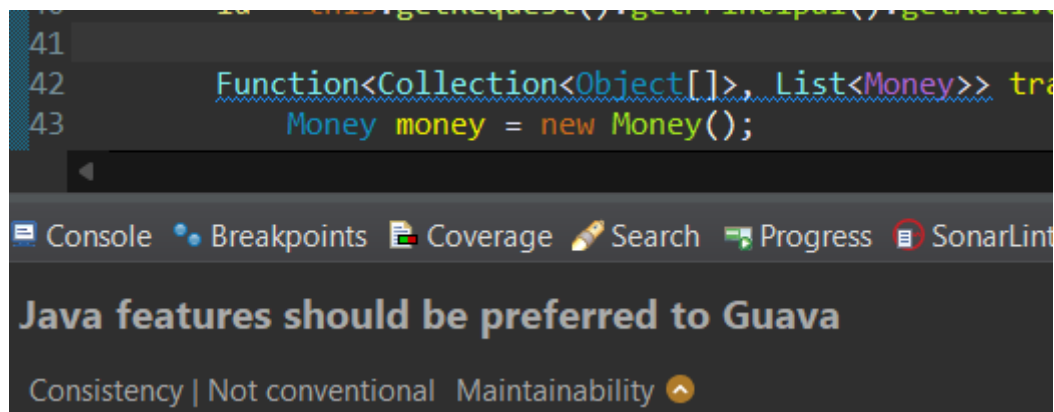 41
42 Function<Collection<Object[]>, List<Money>> tra
43 Money money = new Money();
Console Breakpoints Coverage Search Progress SonarLint
Java features should be preferred to Guava
Consistency | Not conventional Maintainability